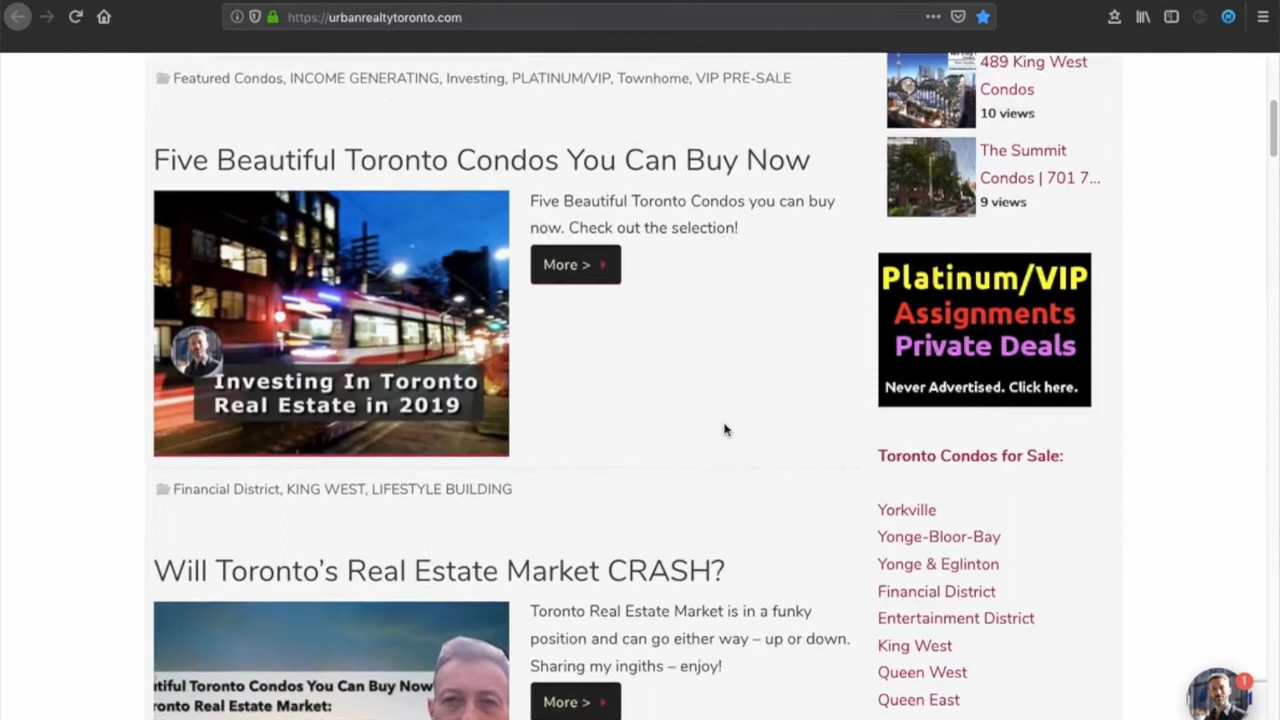 https://urbanrealtytoronto.com
Featured Condos, INCOME GENERATING, Investing, PLATINUM/VIP, Townhome, VIP PRE-SALE
Five Beautiful Toronto Condos You Can Buy Now
Investing In Toronto
Real Estate in 2019
Five Beautiful Toronto Condos you can buy
now. Check out the selection!
More >
Financial District, KING WEST, LIFESTYLE BUILDING
Will Toronto's Real Estate Market CRASH?
tiful Toronto Condos You Can Buy Now
ronto Real Estate Market:
Toronto Real Estate Market is in a funky
position and can go either way – up or down.
Sharing my ingiths – enjoy!
More >
489 King West
Condos
10 views
The Summit
Condos | 701 7...
9 views
Platinum/VIP
Assignments
Private Deals
Never Advertised. Click here.
Toronto Condos for Sale:
Yorkville
Yonge-Bloor-Bay
Yonge & Eglinton
Financial District
Entertainment District
King West
Queen West
Queen East
1